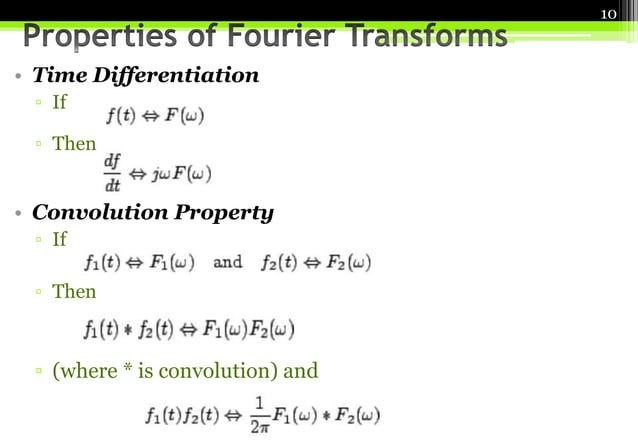 10
Properties of Fourier Transforms
• Time Differentiation
▫ If
f(t) ⇔ F(ω)
▫ Then
df/dt ⇔ jωF(ω)
• Convolution Property
▫ If
f₁(t) ⇔ F₁(ω) and f₂(t) ⇔ F₂(ω)
▫ Then
f₁(t) * f₂(t) ⇔ F₁(ω)F₂(ω)
▫ (where * is convolution) and
f₁(t)f₂(t) ⇔ 1/2π F₁(ω) * F₂(ω)